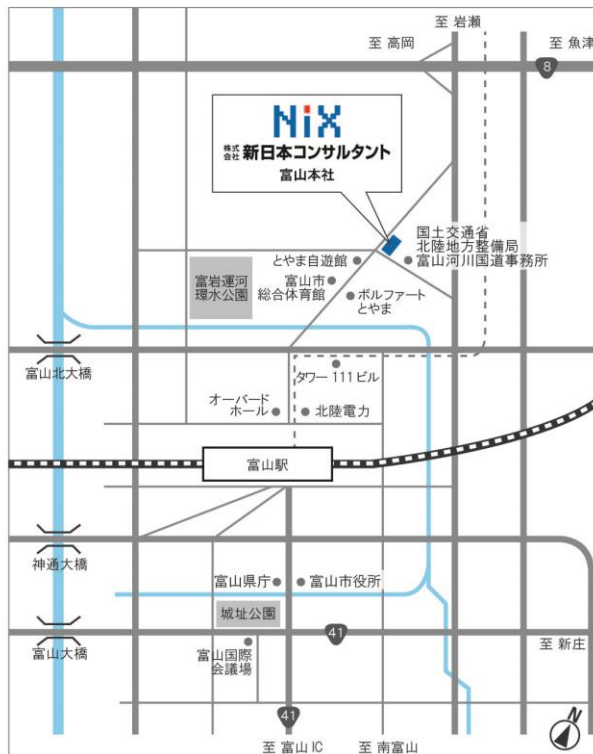 至 岩瀬
至 高岡
至 魚津
8
NiX
株式会社 新日本コンサルタント
富山本社
国土交通省
北陸地方整備局
富山河川国道事務所
とやま自遊館
富岩運河
環水公園
富山市
総合体育館
ボルファート
とやま
富山北大橋
タワー111ビル
オーバード
ホール
北陸電力
富山駅
神通大橋
富山県庁
富山市役所
城址公園
41
富山大橋
富山国際
会議場
至 新庄
41
N
至 富山IC
至 南富山